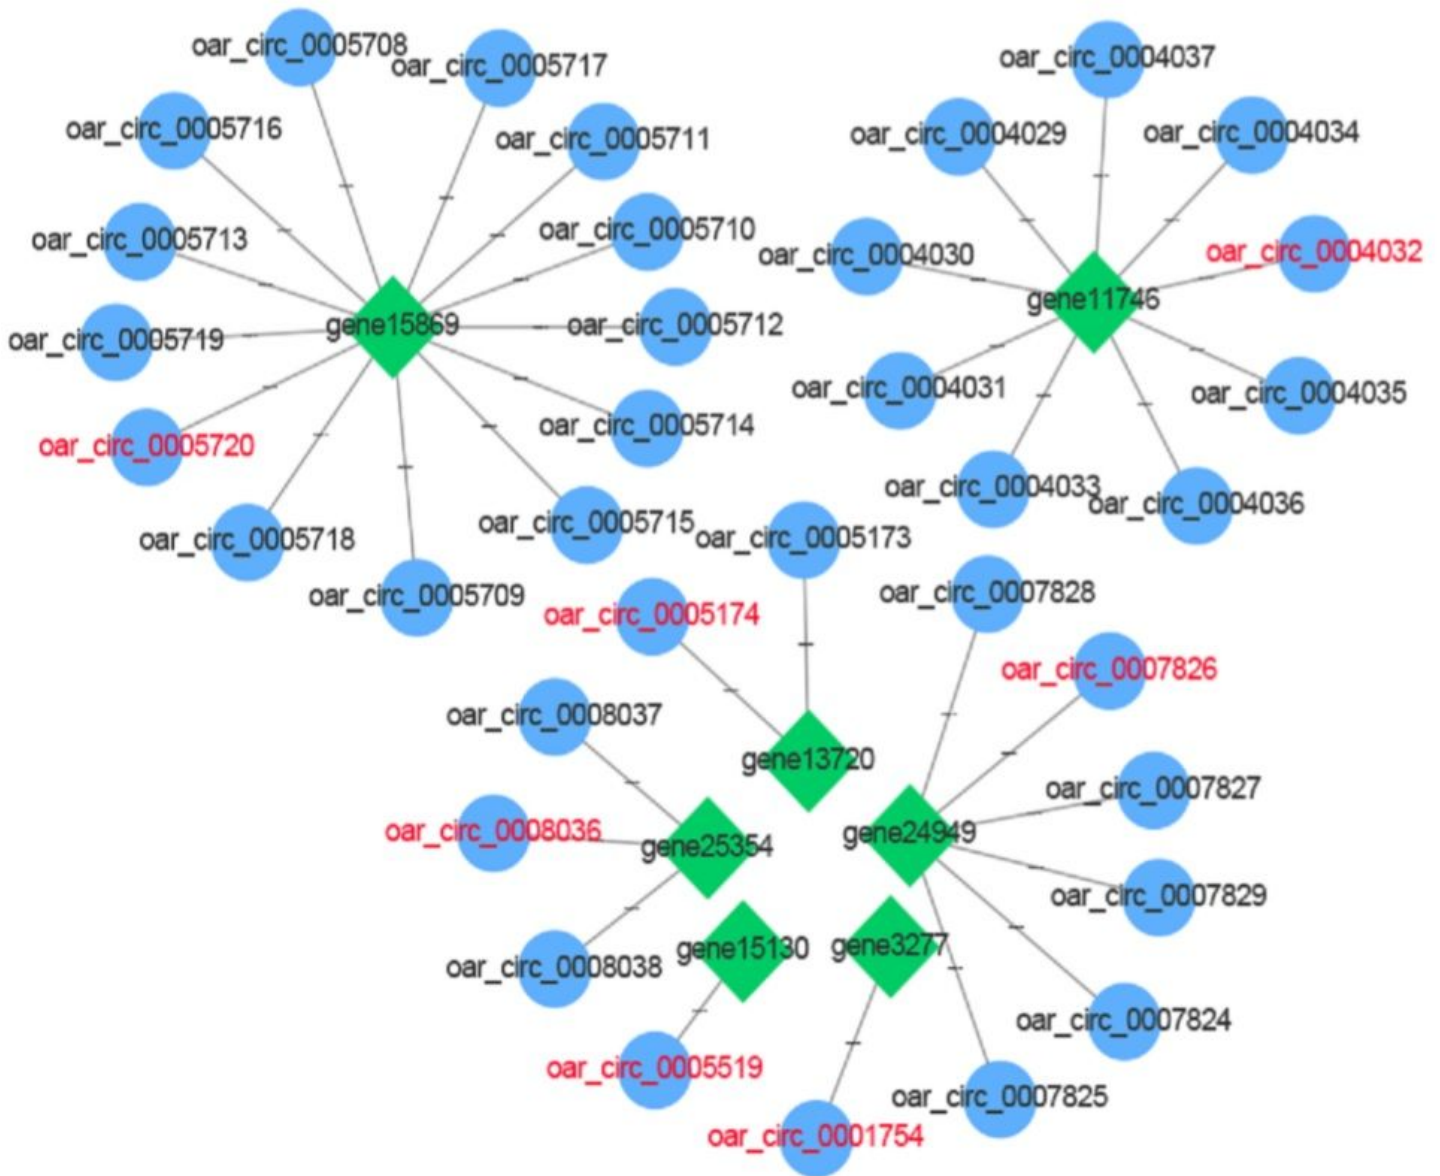 oar_circ_0005708
oar_circ_0005717
oar_circ_0005716
oar_circ_0005711
oar_circ_0005713
oar_circ_0005710
gene15869
oar_circ_0005712
oar_circ_0005719
oar_circ_0005714
oar_circ_0005720
oar_circ_0005715
oar_circ_0005718
oar_circ_0005709
oar_circ_0004037
oar_circ_0004029
oar_circ_0004034
oar_circ_0004030
oar_circ_0004032
gene11746
oar_circ_0004031
oar_circ_0004035
oar_circ_0004033
oar_circ_0004036
oar_circ_0005173
oar_circ_0005174
gene13720
oar_circ_0007828
oar_circ_0007826
oar_circ_0007827
gene24949
oar_circ_0007829
oar_circ_0007824
oar_circ_0007825
oar_circ_0008037
oar_circ_0008036
gene25354
oar_circ_0008038
gene15130
oar_circ_0005519
gene3277
oar_circ_0001754